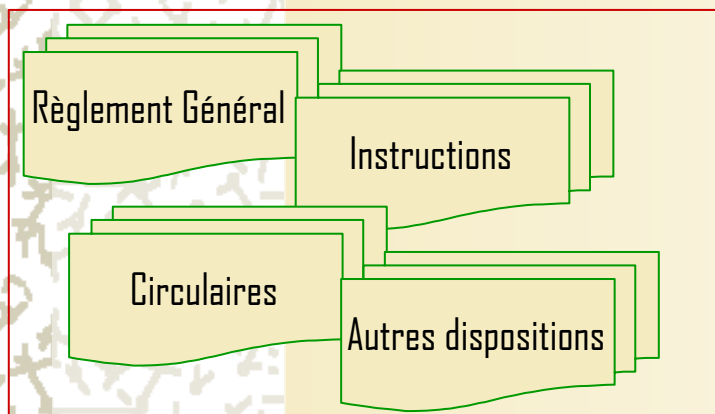 Règlement Général
Instructions
Circulaires
Autres dispositions